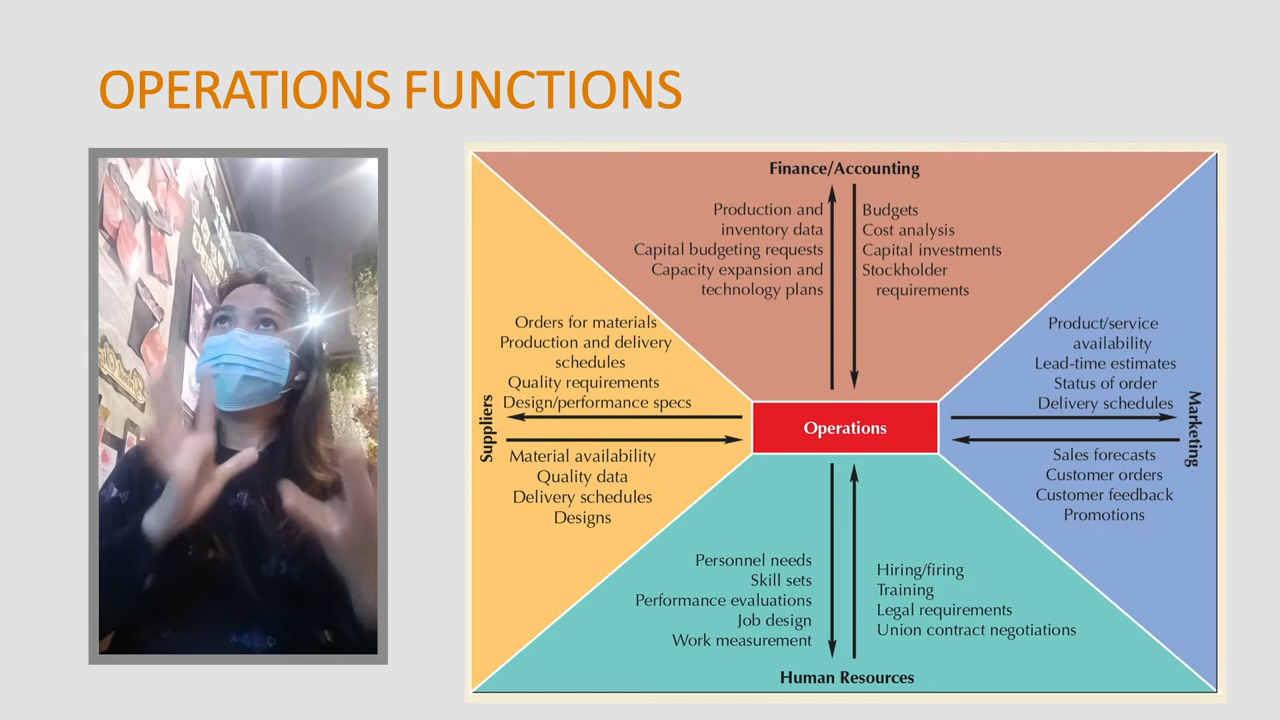 OPERATIONS FUNCTIONS
Finance/Accounting
Production and
inventory data
Capital budgeting requests
Capacity expansion and
technology plans
Budgets
Cost analysis
Capital investments
Stockholder
requirements
Orders for materials
Production and delivery
schedules
Quality requirements
Design/performance specs
Suppliers
Material availability
Quality data
Delivery schedules
Designs
Operations
Product/service
availability
Lead-time estimates
Status of order
Delivery schedules
Marketing
Sales forecasts
Customer orders
Customer feedback
Promotions
Personnel needs
Skill sets
Performance evaluations
Job design
Work measurement
Hiring/firing
Training
Legal requirements
Union contract negotiations
Human Resources